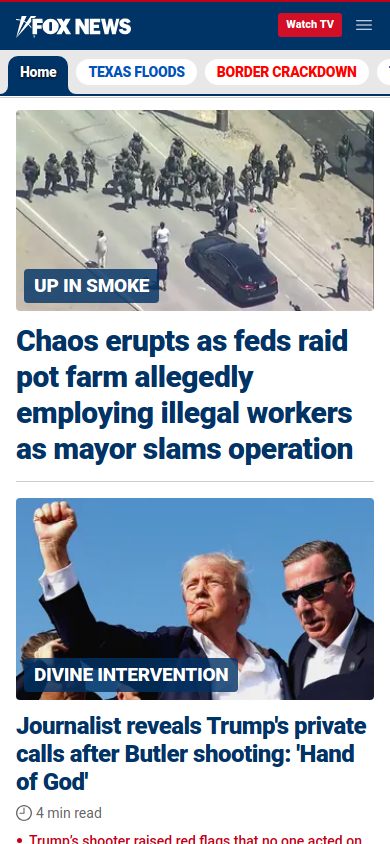 FOX NEWS
Watch TV
Home
TEXAS FLOODS
BORDER CRACKDOWN
UP IN SMOKE
Chaos erupts as feds raid
pot farm allegedly
employing illegal workers
as mayor slams operation
DIVINE INTERVENTION
Journalist reveals Trump's private
calls after Butler shooting: 'Hand
of God'
4 min read
• Trump's shooter raised red flags that no one acted on